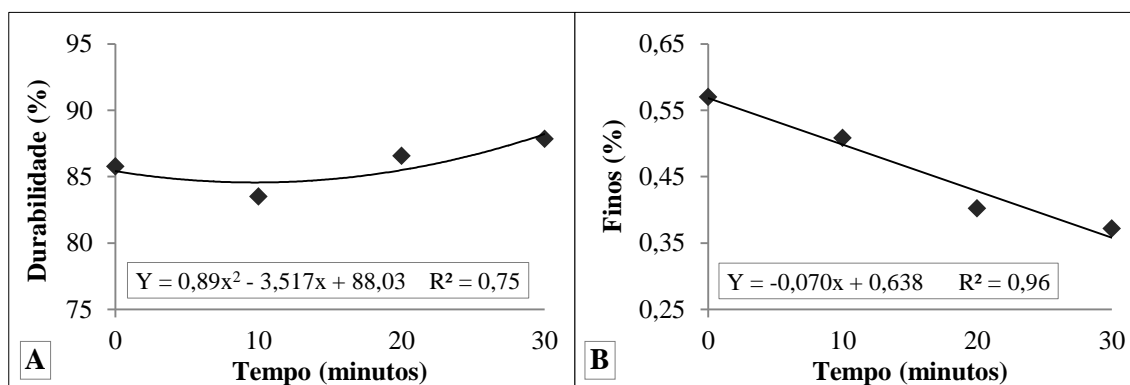 95
90
85
80
75
Durabilidade (%)
Y = 0,89x² - 3,517x + 88,03 R² = 0,75
0 10 20 30
A
Tempo (minutos)
0,65
0,55
0,45
0,35
0,25
Finos (%)
Y = -0,070x + 0,638 R² = 0,96
0 10 20 30
B
Tempo (minutos)